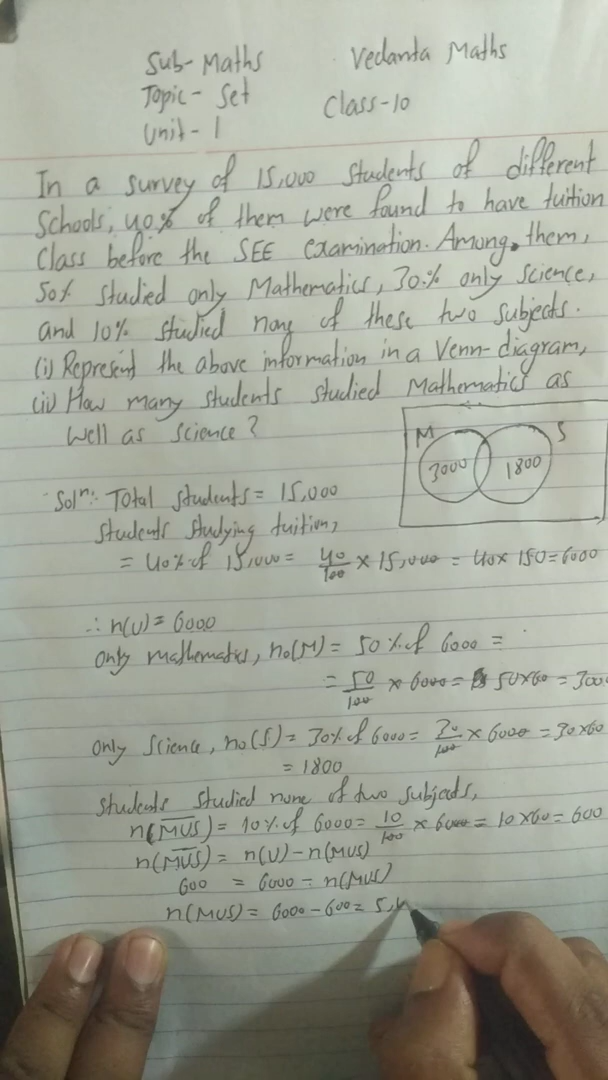 Sub- Maths Vedanta Maths
Topic- Set Class-10
Unit- 1
In a survey of 15,000 students of different
Schools, 40% of them were found to have tuition
Class before the SEE examination. Among them,
50% studied only Mathematics, 30% only science,
and 10% studied none of these two subjects.
(i) Represent the above information in a Venn-diagram,
(ii) How many students studied Mathematics as
well as science?
M S
3000 1800
Solⁿ:- Total students = 15,000
students studying tuition,
= 40% of 15,000 = 40/100 × 15,000 = 40× 150 = 6000
∴ n(U) = 6000
Only mathematics, n₀(M) = 50% of 6000 =
= 50/100 × 6000 = 50×60 = 3000
Only Science, n₀(S) = 30% of 6000 = 30/100 × 6000 = 30×60
= 1800
students studied none of two subjects,
n(M̅U̅S̅) = 10% of 6000 = 10/100 × 6000 = 10×60 = 600
n(M̅U̅S̅) = n(U) - n(MUS)
600 = 6000 - n(MUS)
n(MUS) = 6000 - 600 = 5,4